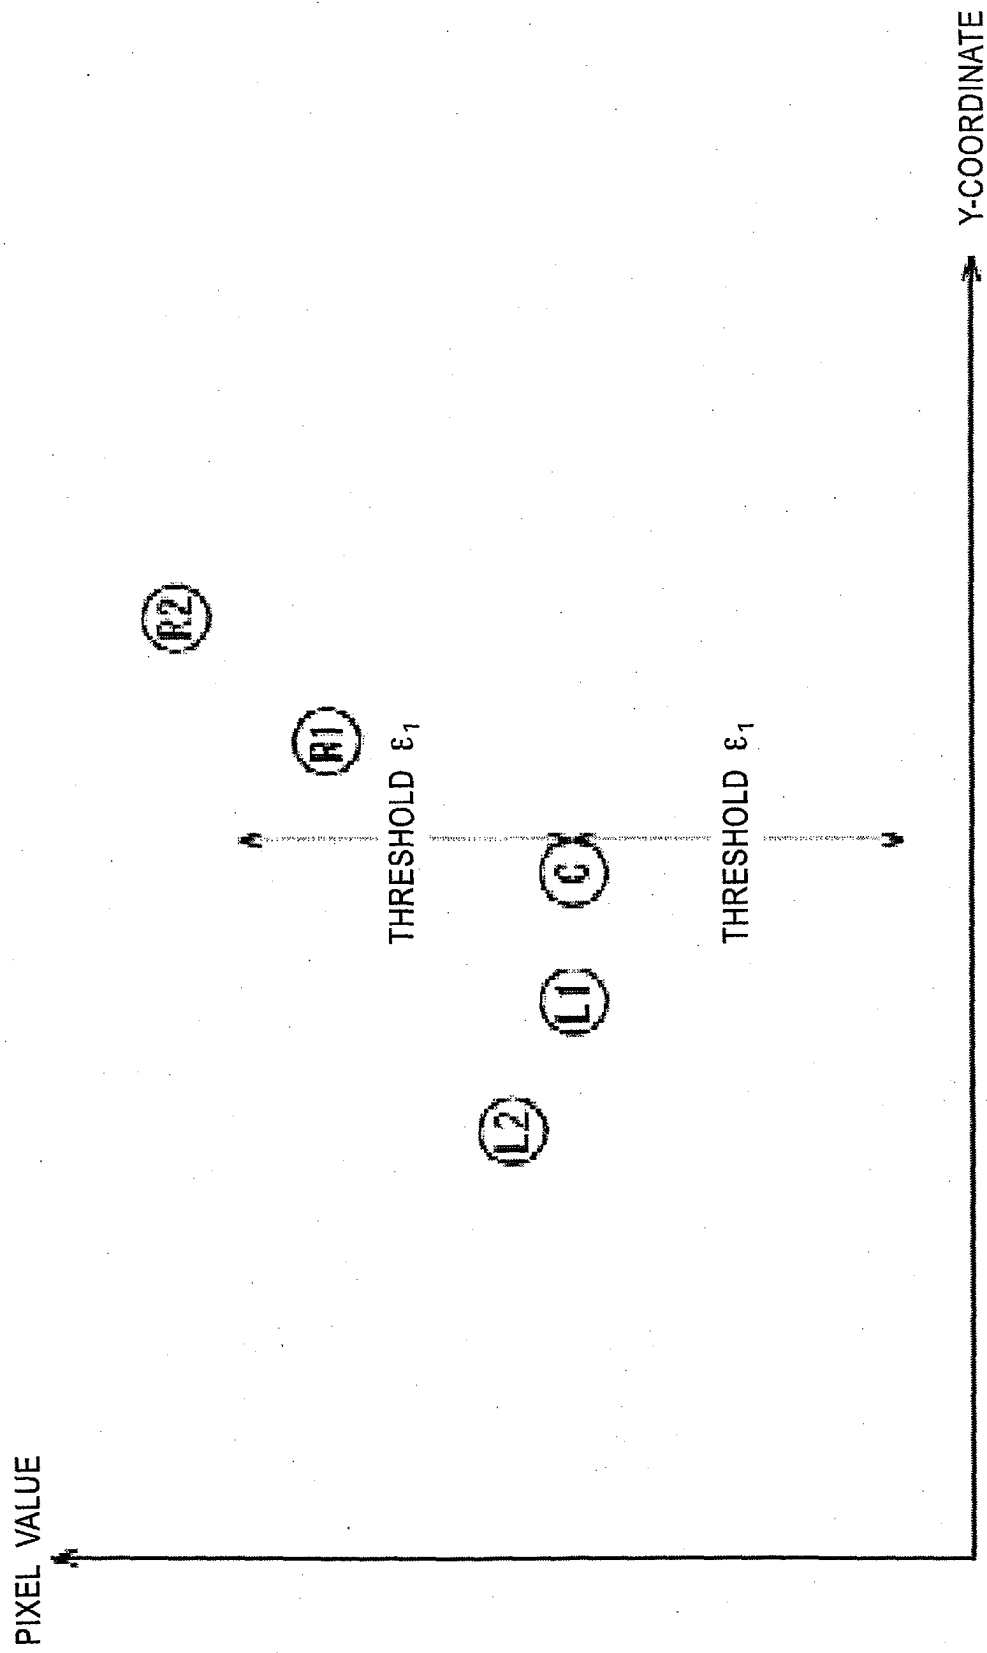 PIXEL VALUE
R2
R1
THRESHOLD ε₁
C
L1
L2
THRESHOLD ε₁
Y-COORDINATE